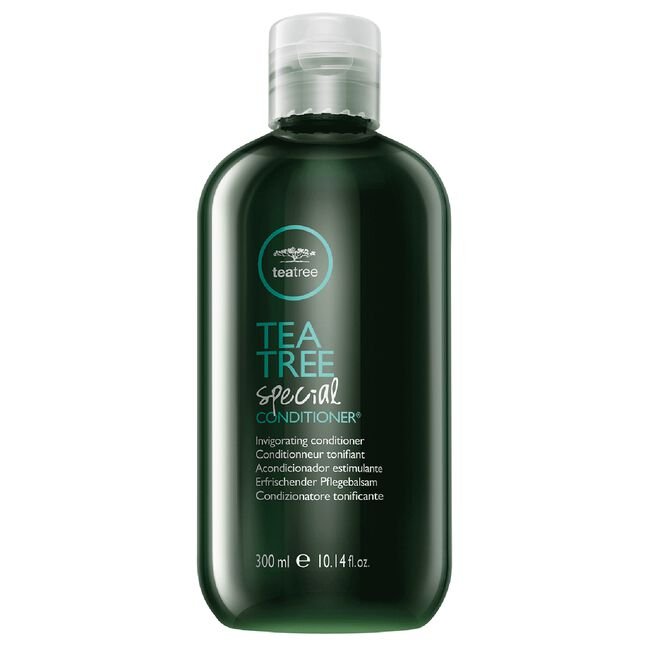 teatree
TEA
TREE
special
CONDITIONER®
Invigorating conditioner
Conditionneur tonifiant
Acondicionador estimulante
Erfrischender Pflegebalsam
Condizionatore tonificante
300 ml ℮ 10.14 fl.oz.